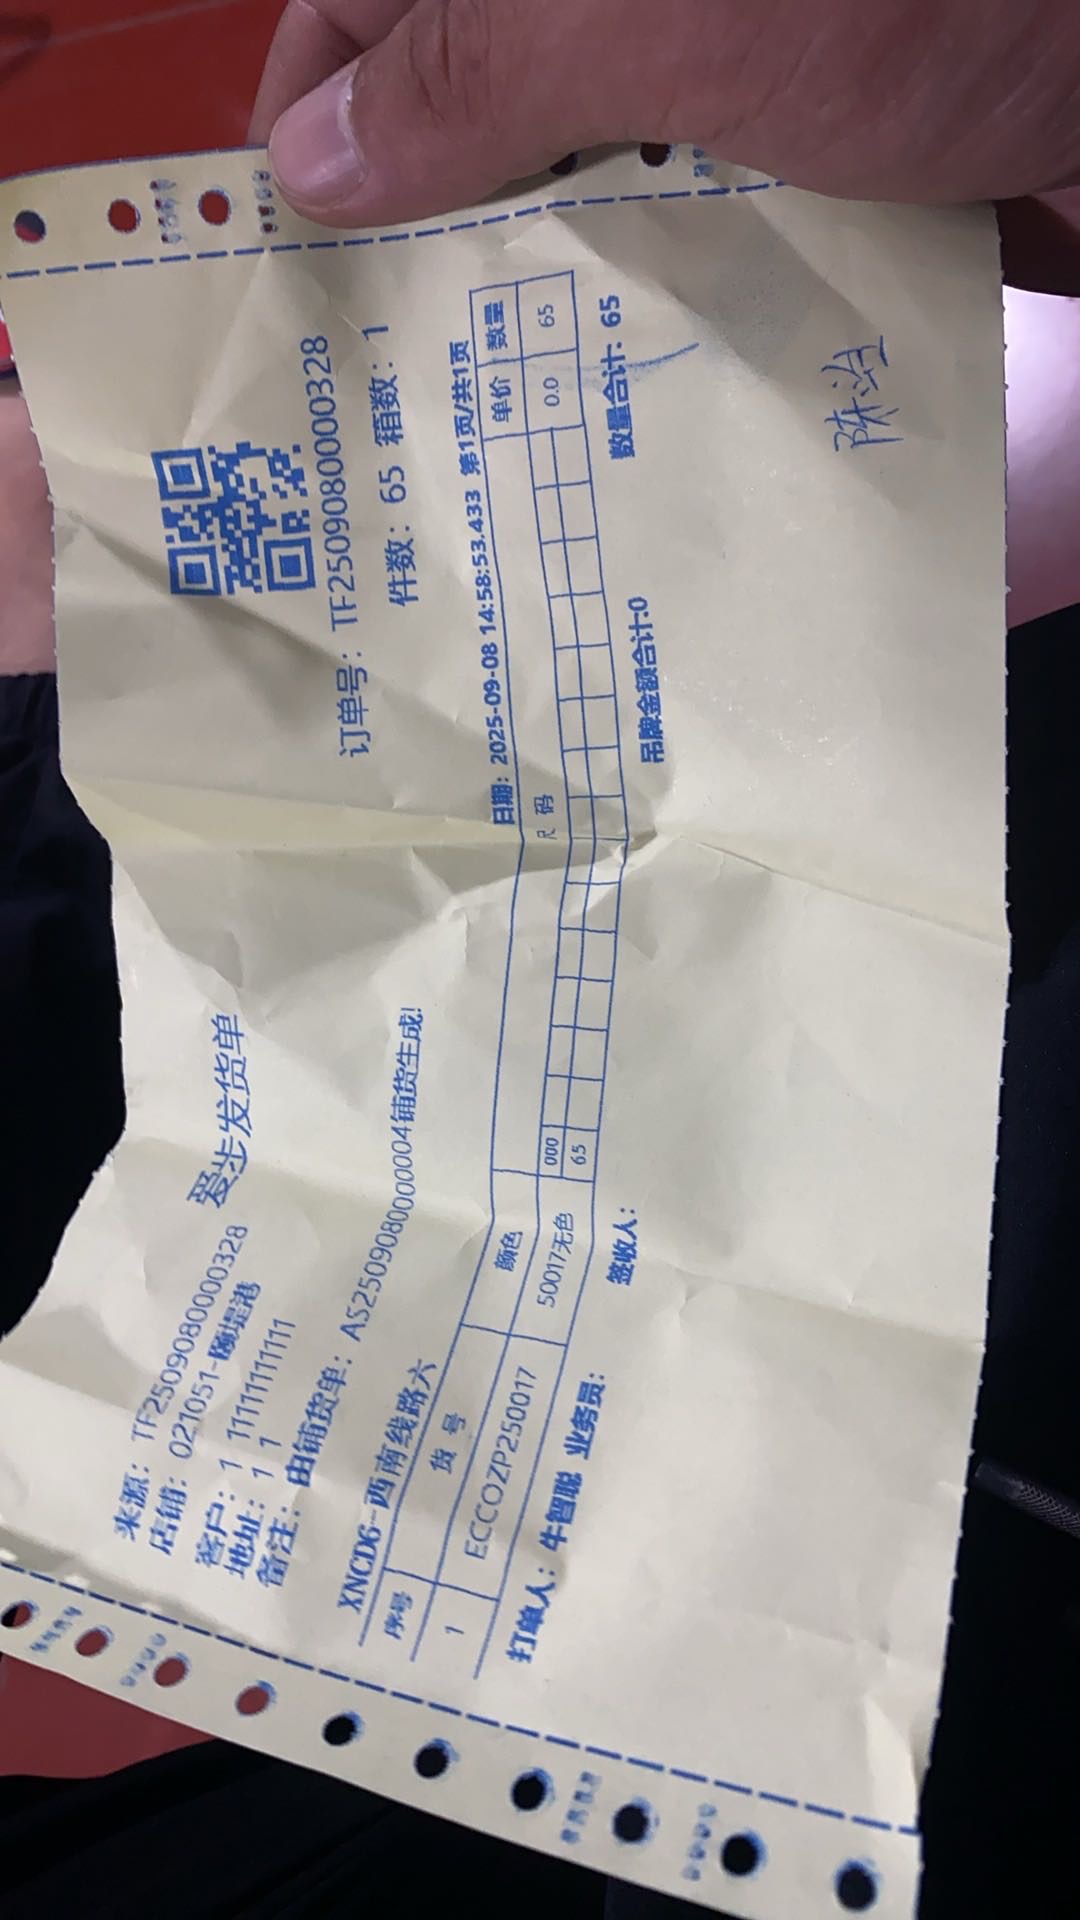 爱步发货单
来源：TF2509080000328
店铺：021051-颐堤港
客户：1 11111111111
地址：1 1
备注：由铺货单：AS2509080000004铺货生成!
订单号：TF2509080000328
件数：65 箱数：1
XNCD6-西南线路六 日期：2025-09-08 14:58:53.433 第1页/共1页
序号 货号 颜色 尺码 单价 数量
000
1 ECCOZP250017 50017无色 65 0.0 65
打单人：牛智聪 业务员： 签收人： 吊牌金额合计:0 数量合计：65